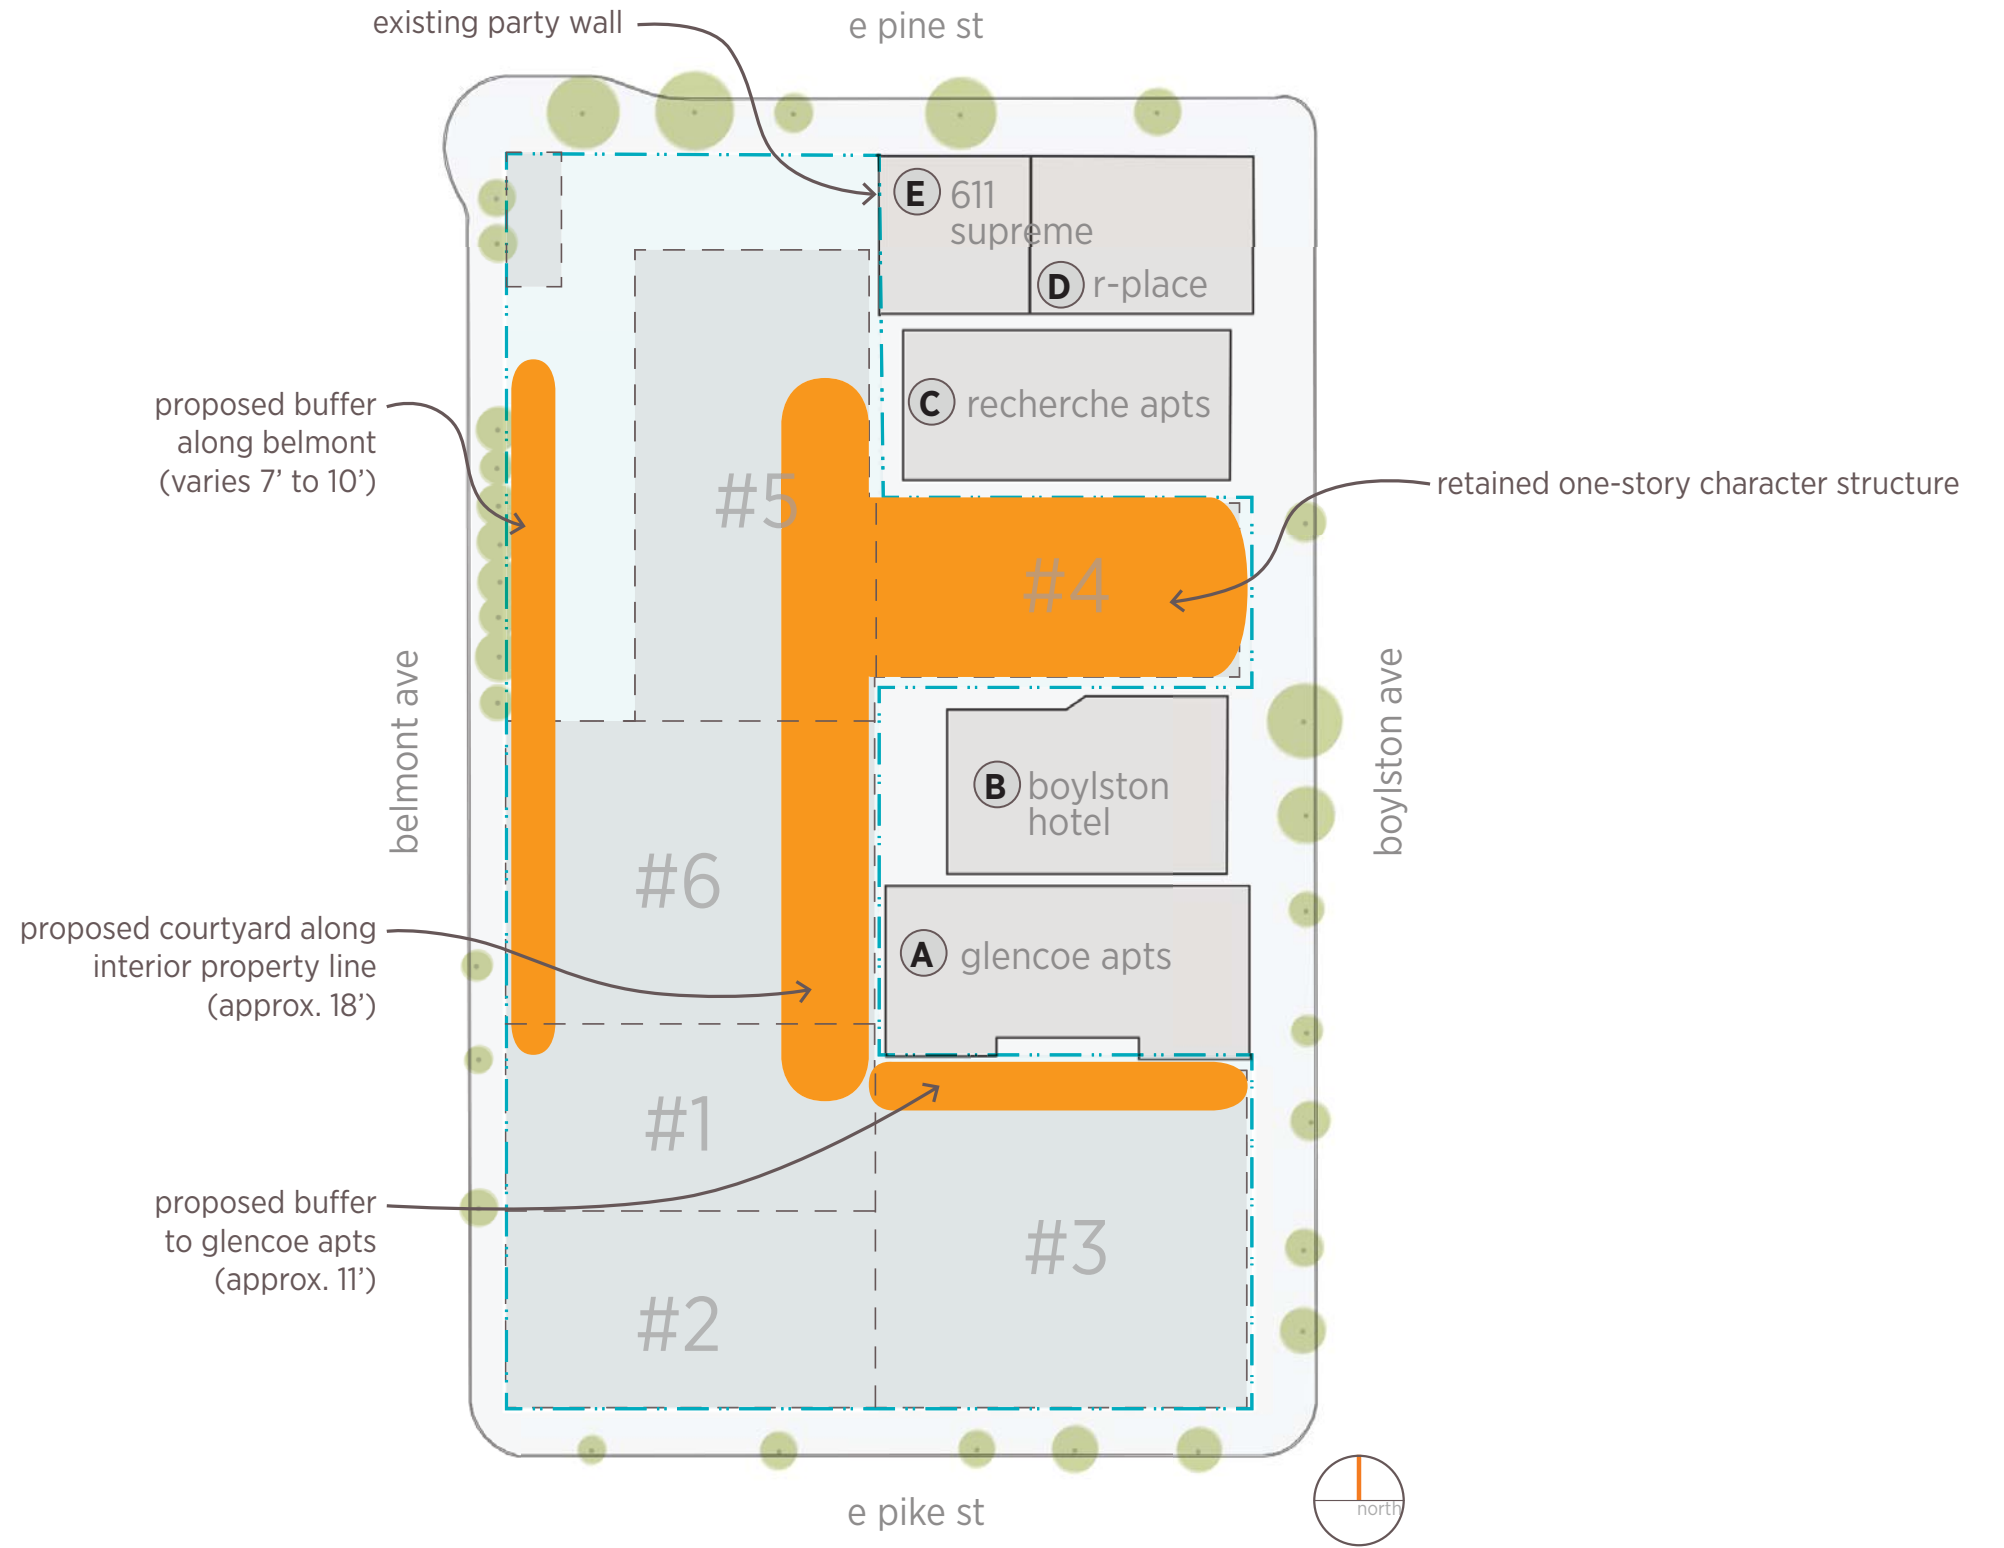 existing party wall
e pine st
E
611
supreme
D
r-place
proposed buffer
along belmont
(varies 7’ to 10’)
C
recherche apts
#5
retained one-story character structure
#4
belmont ave
boylston ave
B
boylston
hotel
#6
proposed courtyard along
interior property line
(approx. 18’)
A
glencoe apts
#1
proposed buffer
to glencoe apts
(approx. 11’)
#3
#2
e pike st
north